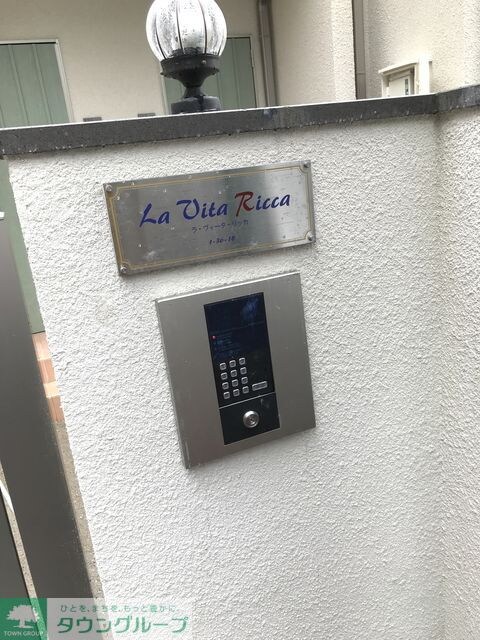 La Vita Ricca
ラ・ヴィータ・リッカ
1-30-18
ひとを、まちを、もっと豊かに。
タウングループ
TOWN GROUP